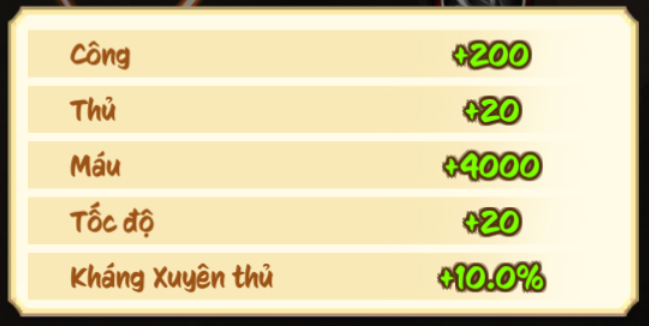 Công +200
Thủ +20
Máu +4000
Tốc độ +20
Kháng Xuyên thủ +10.0%